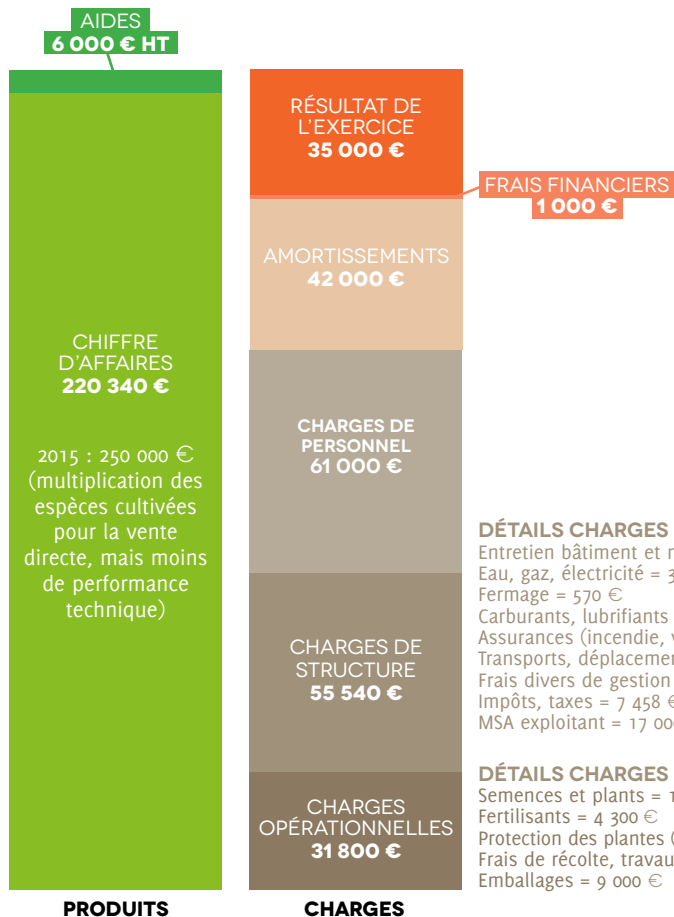 AIDES
6 000 € HT
CHIFFRE
D'AFFAIRES
220 340 €
2015 : 250 000 €
(multiplication des
espèces cultivées
pour la vente
directe, mais moins
de performance
technique)
PRODUITS
RÉSULTAT DE
L'EXERCICE
35 000 €
FRAIS FINANCIERS
1 000 €
AMORTISSEMENTS
42 000 €
CHARGES DE
PERSONNEL
61 000 €
CHARGES DE
STRUCTURE
55 540 €
CHARGES
OPÉRATIONNELLES
31 800 €
CHARGES
DÉTAILS CHARGES
Entretien bâtiment et
Eau, gaz, électricité =
Fermage = 570 €
Carburants, lubrifiants
Assurances (incendie,
Transports,
Frais divers de gestion
Impôts, taxes = 7 458 €
MSA exploitant = 17
DÉTAILS CHARGES
Semences et plants =
Fertilisants = 4 300 €
Protection des plantes (
Frais de récolte,
Emballages = 9 000 €